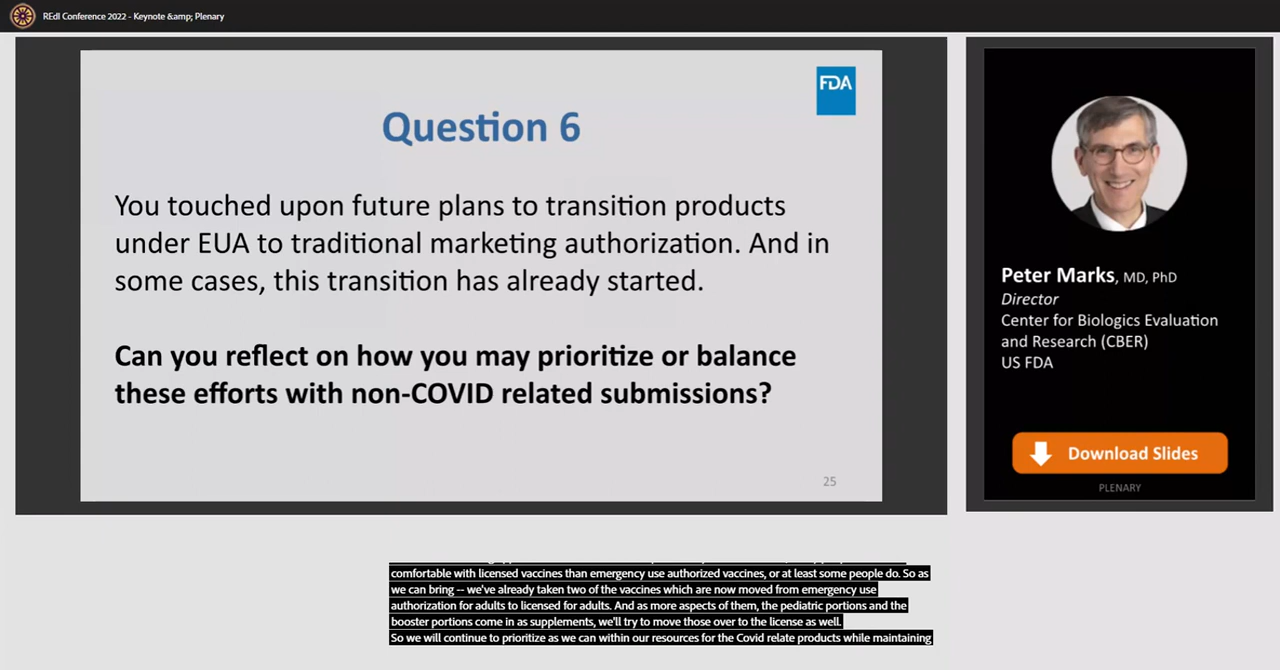 REdI Conference 2022 - Keynote &amp; Plenary
FDA
Question 6
You touched upon future plans to transition products
under EUA to traditional marketing authorization. And in
some cases, this transition has already started.
Can you reflect on how you may prioritize or balance
these efforts with non-COVID related submissions?
25
Peter Marks, MD, PhD
Director
Center for Biologics Evaluation
and Research (CBER)
US FDA
Download Slides
PLENARY
comfortable with licensed vaccines than emergency use authorized vaccines, or at least some people do. So as
we can bring -- we've already taken two of the vaccines which are now moved from emergency use
authorization for adults to licensed for adults. And as more aspects of them, the pediatric portions and the
booster portions come in as supplements, we'll try to move those over to the license as well.
So we will continue to prioritize as we can within our resources for the Covid relate products while maintaining